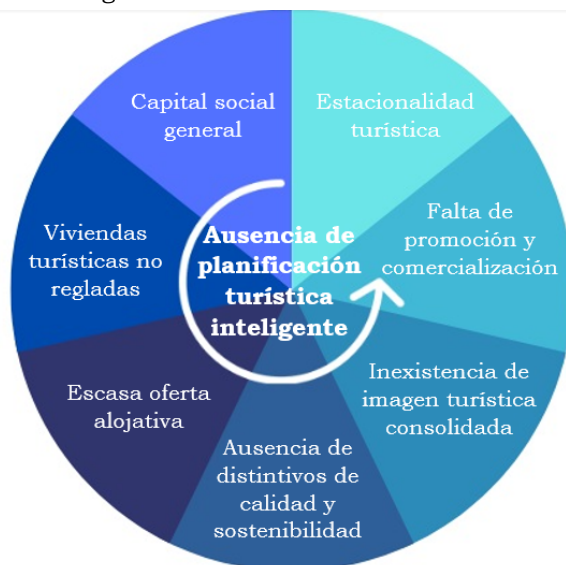 Capital social
general
Estacionalidad
turística
Falta de
promoción y
comercialización
Inexistencia de
imagen turística
consolidada
Ausencia de
distintivos de
calidad y
sostenibilidad
Escasa oferta
alojativa
Viviendas
turísticas no
regladas
Ausencia de
planificación
turística
inteligente